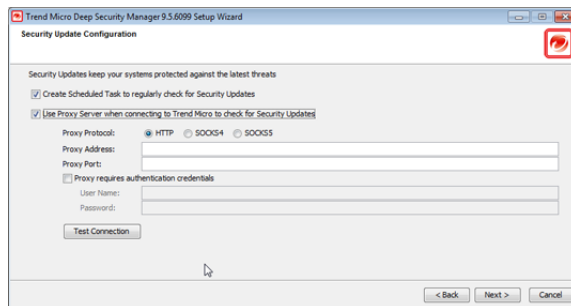 Trend Micro Deep Security Manager 9.5.6099 Setup Wizard
Security Update Configuration
Security Updates keep your systems protected against the latest threats
Create Scheduled Task to regularly check for Security Updates
Use Proxy Server when connecting to Trend Micro to check for Security Updates
Proxy Protocol: HTTP SOCKS4 SOCKS5
Proxy Address:
Proxy Port:
Proxy requires authentication credentials
User Name:
Password:
Test Connection
< Back Next > Cancel